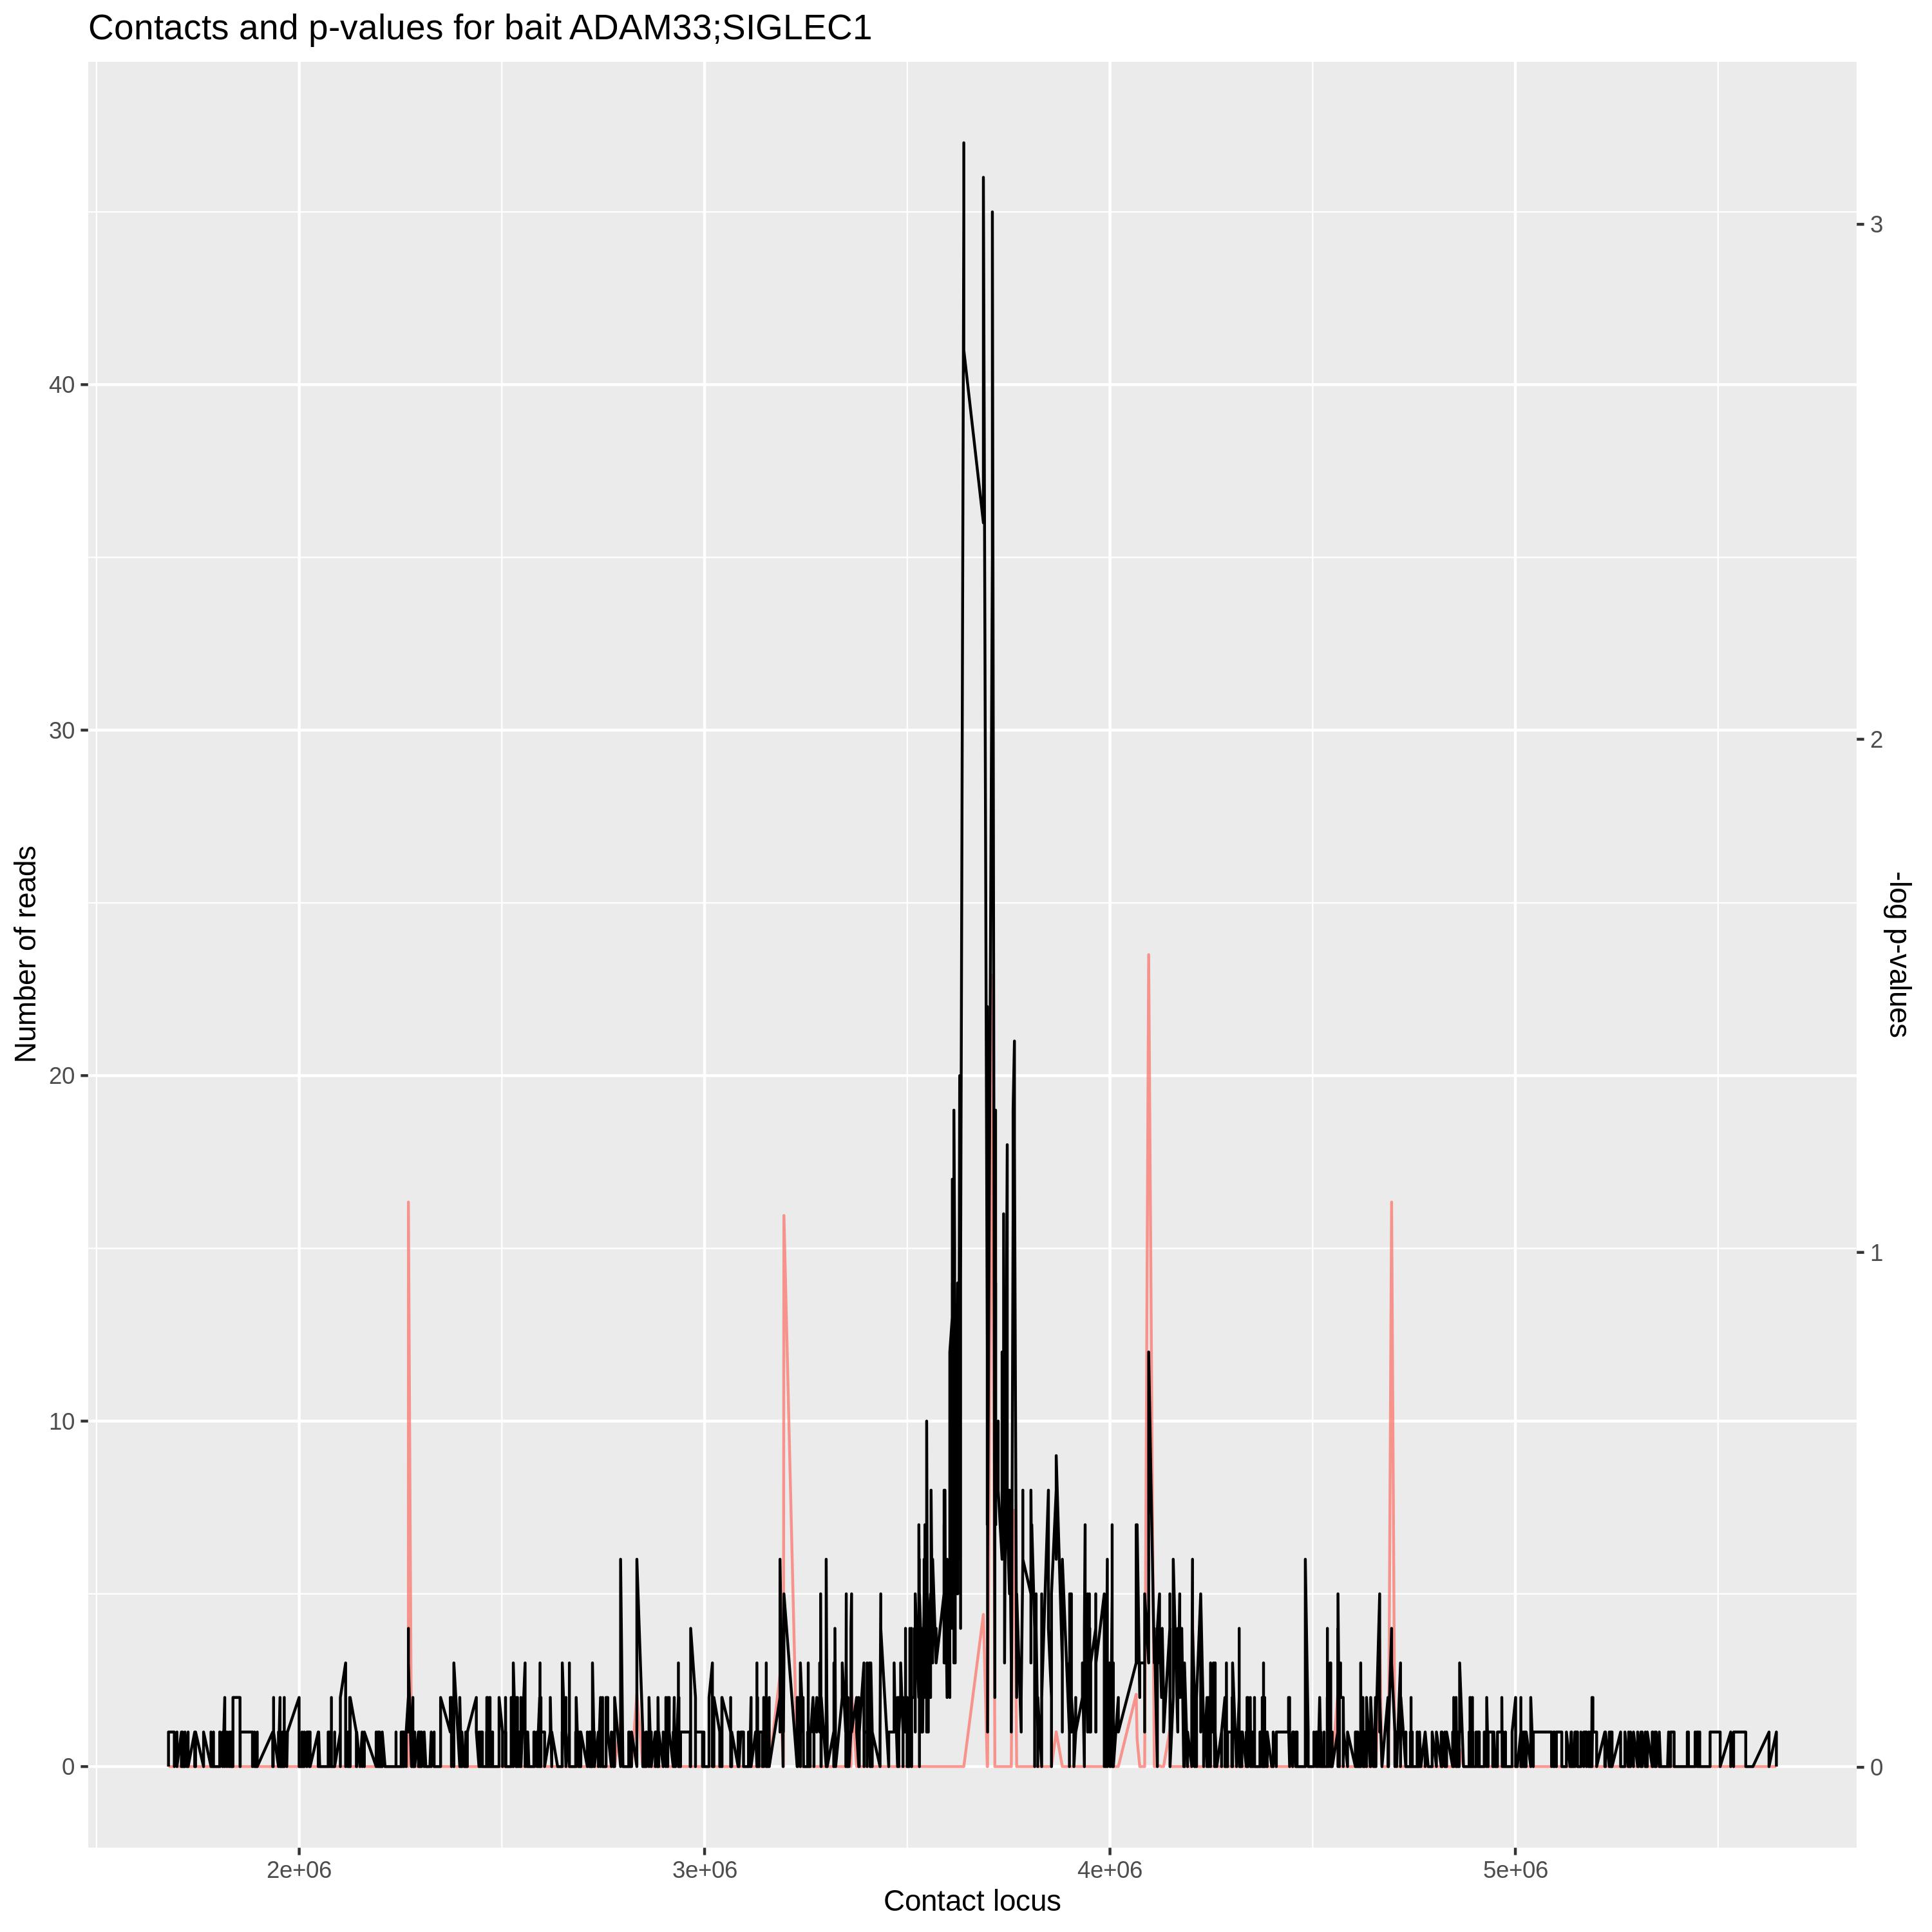 Contacts and p-values for bait ADAM33;SIGLEC1
Number of reads
40
30
20
10
0
3
2
1
0
-log p-values
2e+06
3e+06
4e+06
5e+06
Contact locus